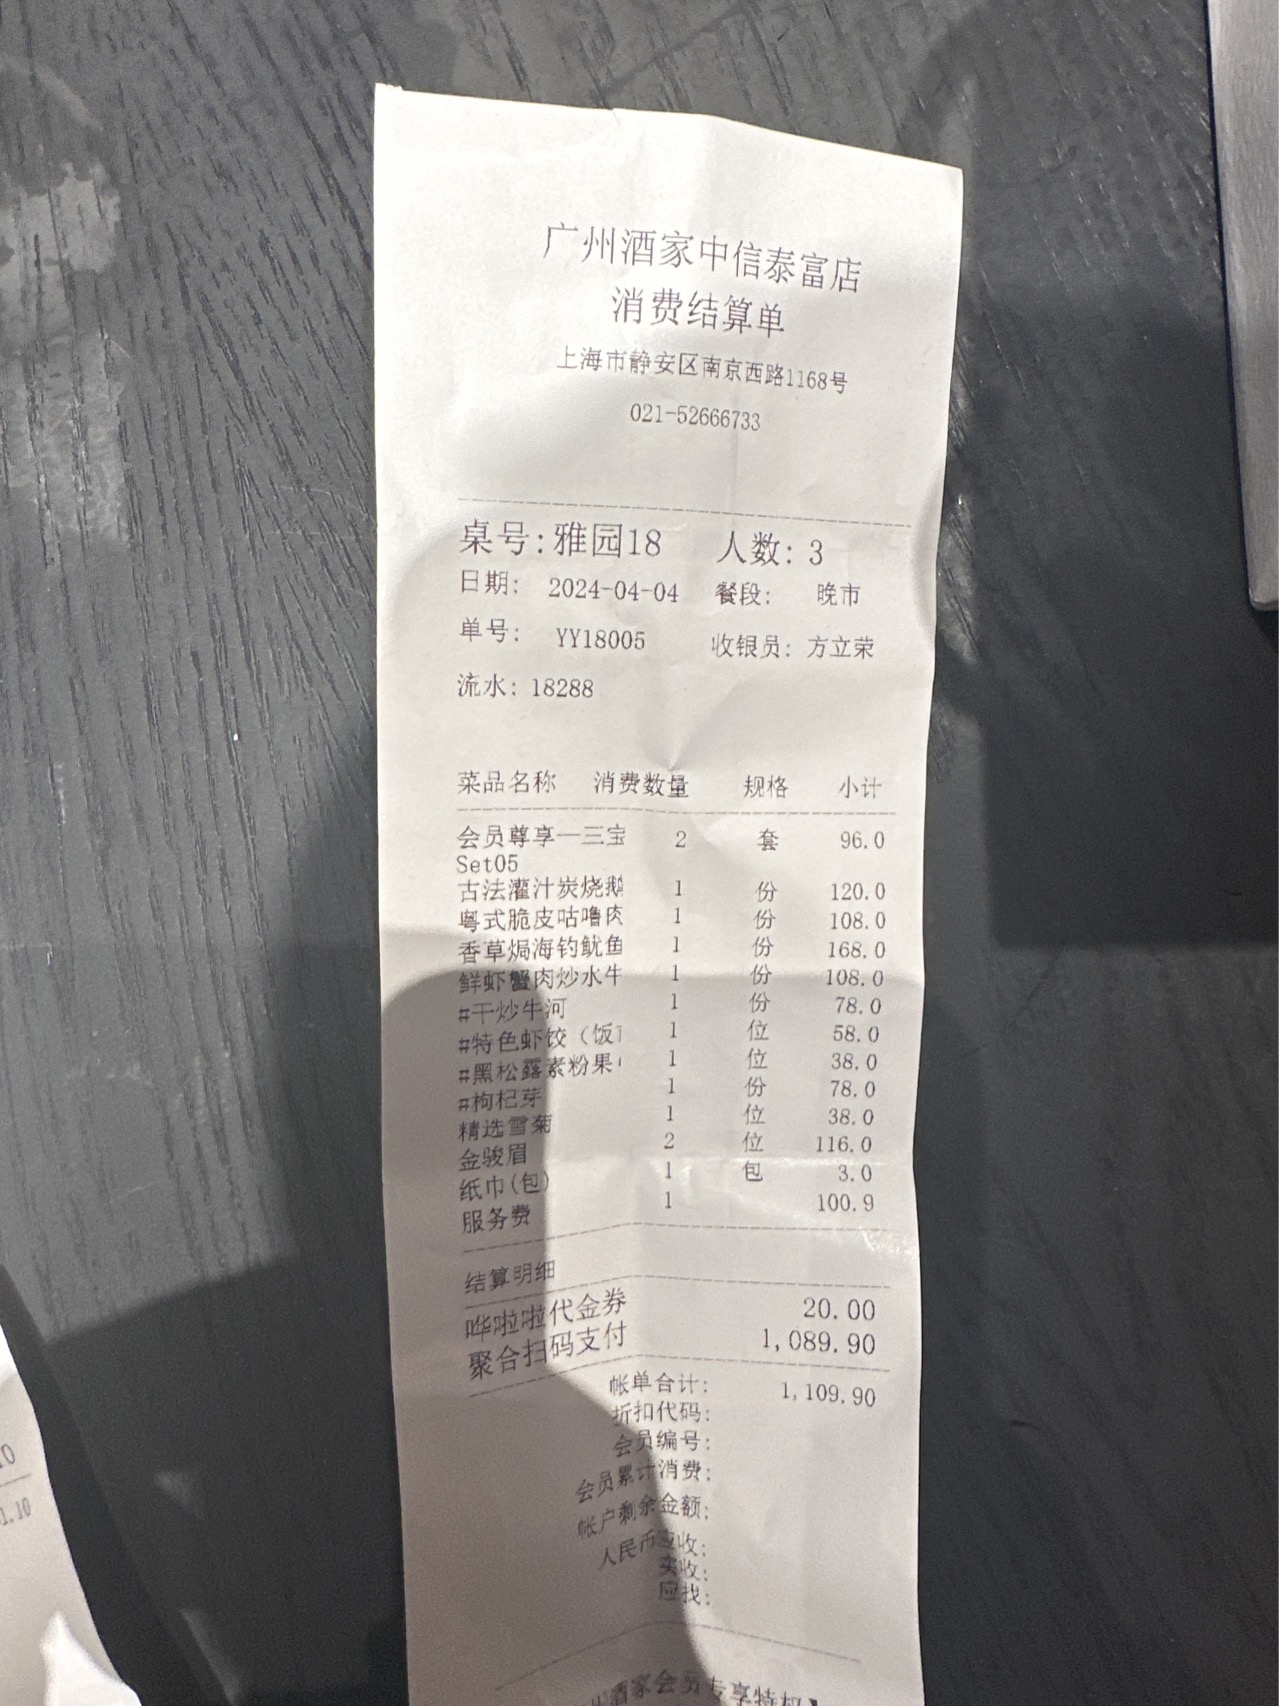 广州酒家中信泰富店
消费结算单
上海市静安区南京西路1168号
021-52666733
桌号:雅园18 人数: 3
日期: 2024-04-04 餐段: 晚市
单号: YY18005 收银员: 方立荣
流水: 18288
菜品名称 消费数量 规格 小计
会员尊享—三宝 2 套 96.0
Set05
古法灌汁炭烧鹅 1 份 120.0
粤式脆皮咕噜肉 1 份 108.0
香草焗海钓鱿鱼 1 份 168.0
鲜虾蟹肉炒水牛 1 份 108.0
#干炒牛河 1 份 78.0
#特色虾饺（饭 1 位 58.0
#黑松露素粉果 1 位 38.0
#枸杞芽 1 份 78.0
精选雪菊 1 位 38.0
金骏眉 2 位 116.0
纸巾(包) 1 包 3.0
服务费 1 100.9
结算明细
哗啦啦代金券 20.00
聚合扫码支付 1,089.90
帐单合计: 1,109.90
折扣代码:
会员编号:
会员累计消费:
帐户剩余金额:
人民币应收:
实收:
应找:
州酒家会员专享特权】
1.10